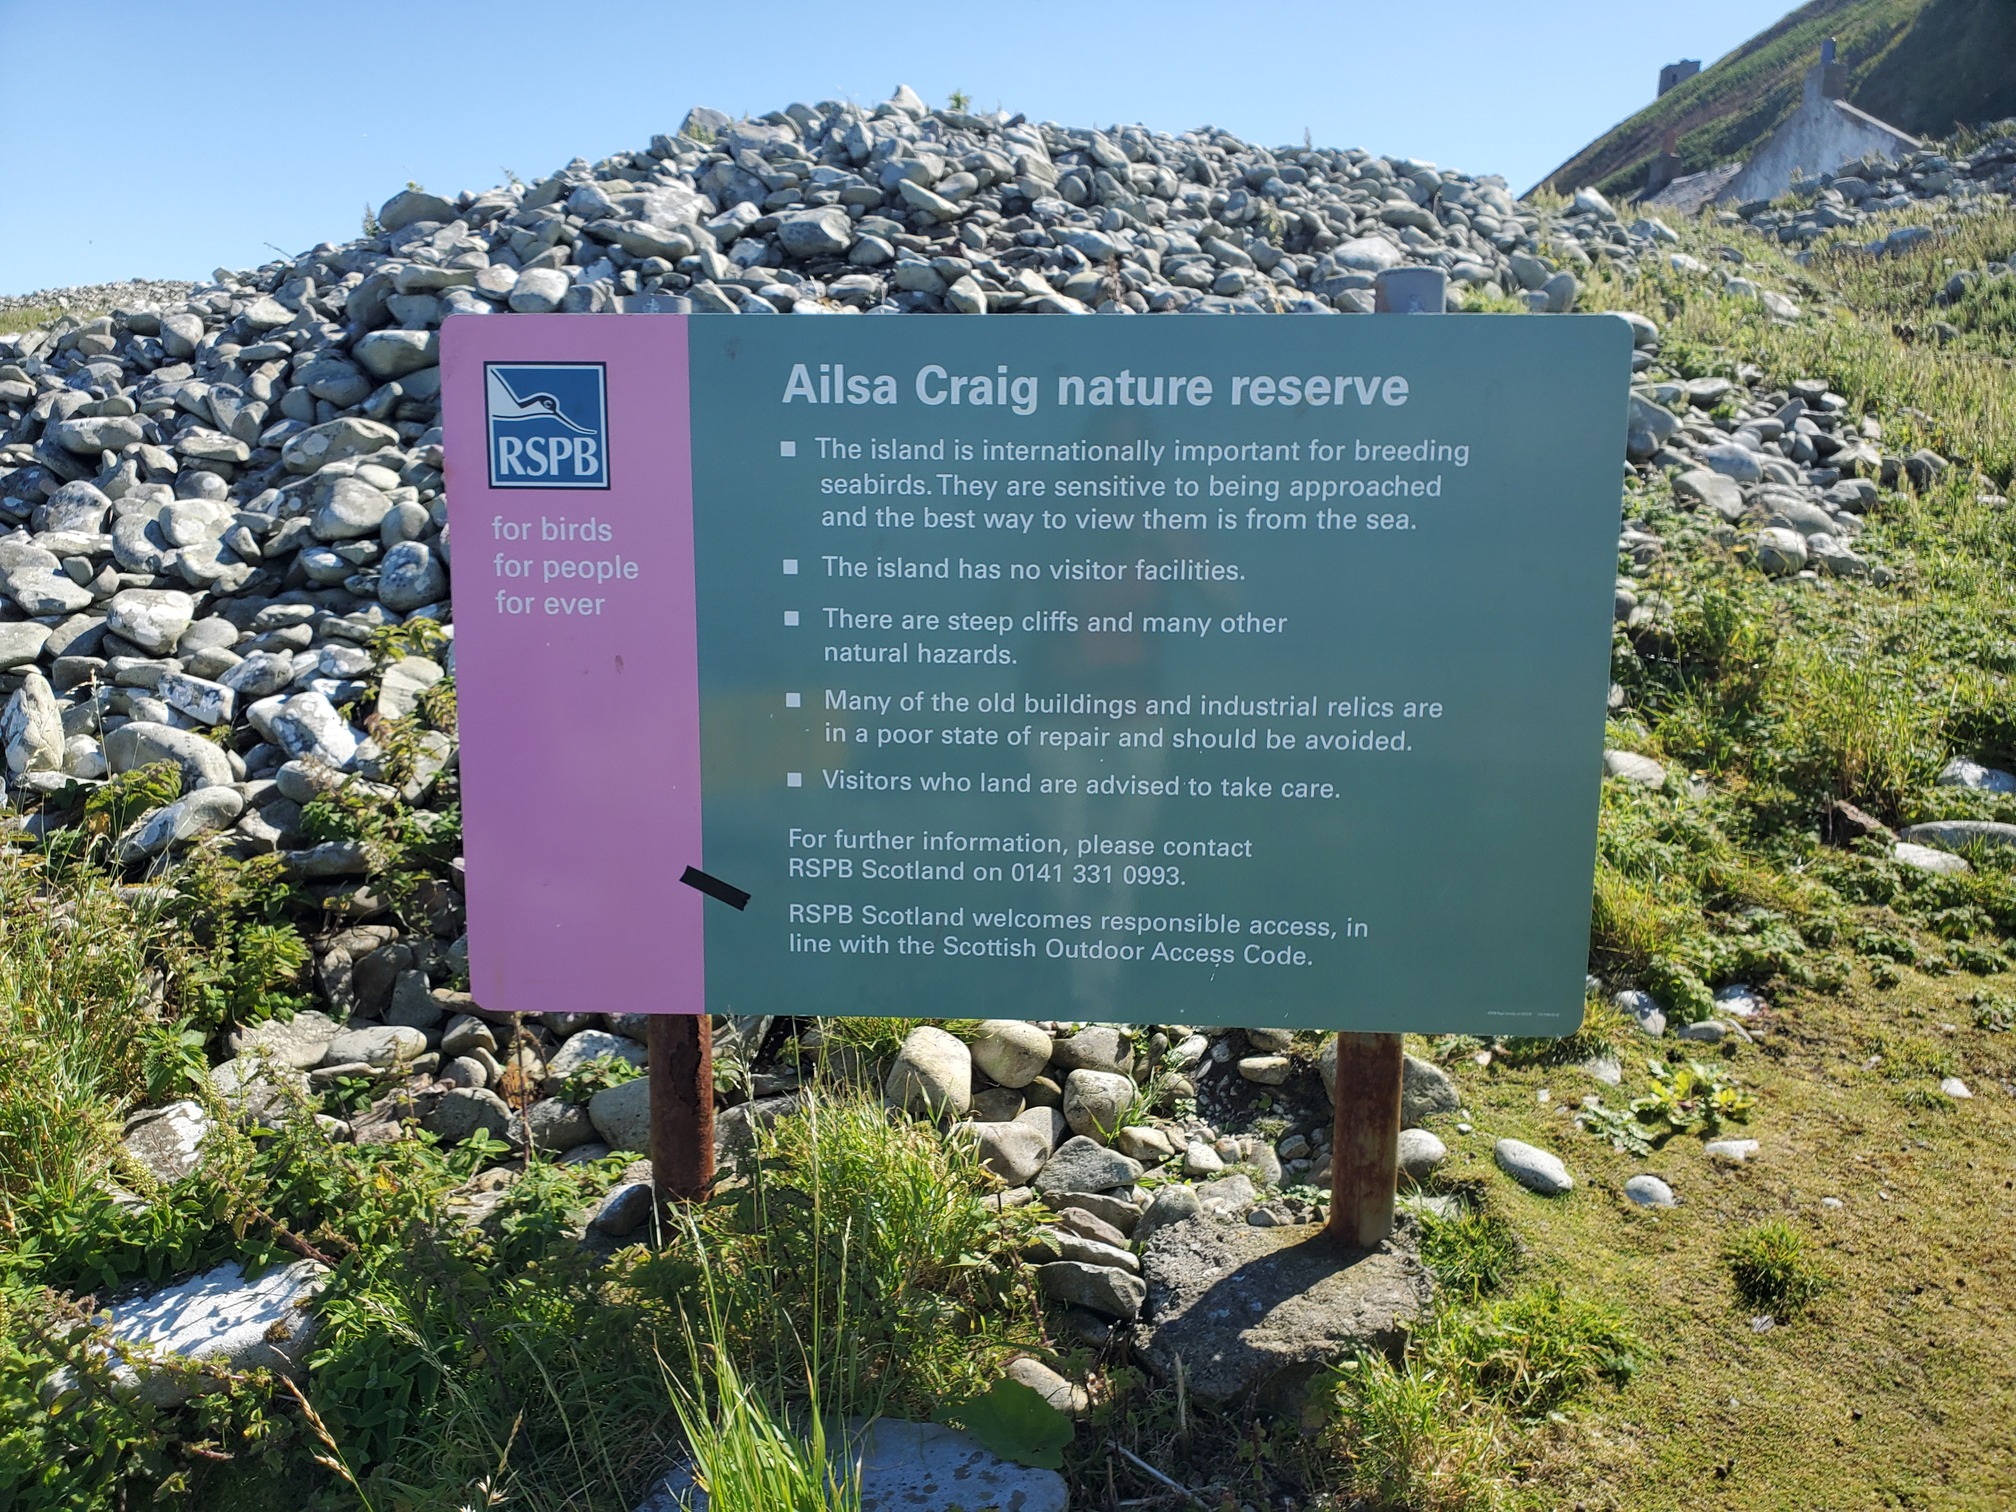 RSPB
for birds
for people
for ever
Ailsa Craig nature reserve
■ The island is internationally important for breeding
seabirds. They are sensitive to being approached
and the best way to view them is from the sea.
■ The island has no visitor facilities.
■ There are steep cliffs and many other
natural hazards.
■ Many of the old buildings and industrial relics are
in a poor state of repair and should be avoided.
■ Visitors who land are advised to take care.
For further information, please contact
RSPB Scotland on 0141 331 0993.
RSPB Scotland welcomes responsible access, in
line with the Scottish Outdoor Access Code.